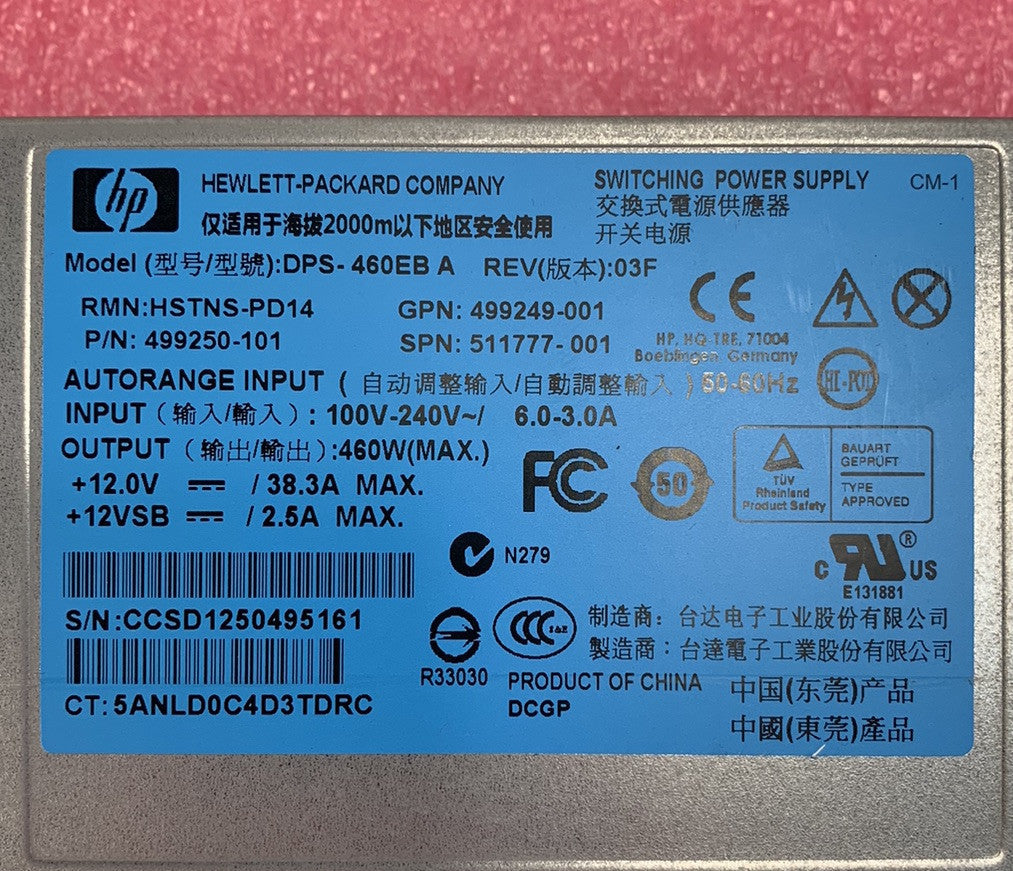 hp
HEWLETT-PACKARD COMPANY
SWITCHING POWER SUPPLY
CM-1
交換式電源供應器
仅适用于海拔2000m以下地区安全使用
开关电源
Model (型号/型號):DPS- 460EB A REV(版本):03F
RMN:HSTNS-PD14 GPN: 499249-001
P/N: 499250-101 SPN: 511777- 001
CE
HP, HQ-TRE, 71004
Boeblingen, Germany
AUTORANGE INPUT ( 自动调整输入/自動調整輸入 ) 50-60Hz
HI-POT
INPUT (输入/輸入) : 100V-240V~/ 6.0-3.0A
OUTPUT (输出/輸出) :460W(MAX.)
+12.0V / 38.3A MAX.
+12VSB / 2.5A MAX.
FC
50
TÜV
Rheinland
Product Safety
BAUART
GEPRÜFT
TYPE
APPROVED
N279
c RU® US
E131881
S/N:CCSD1250495161
R33030
CCC S&E
制造商: 台达电子工业股份有限公司
製造商:台達電子工業股份有限公司
CT: 5ANLD0C4D3TDRC
PRODUCT OF CHINA
DCGP
中国(东莞)产品
中國(東莞)產品